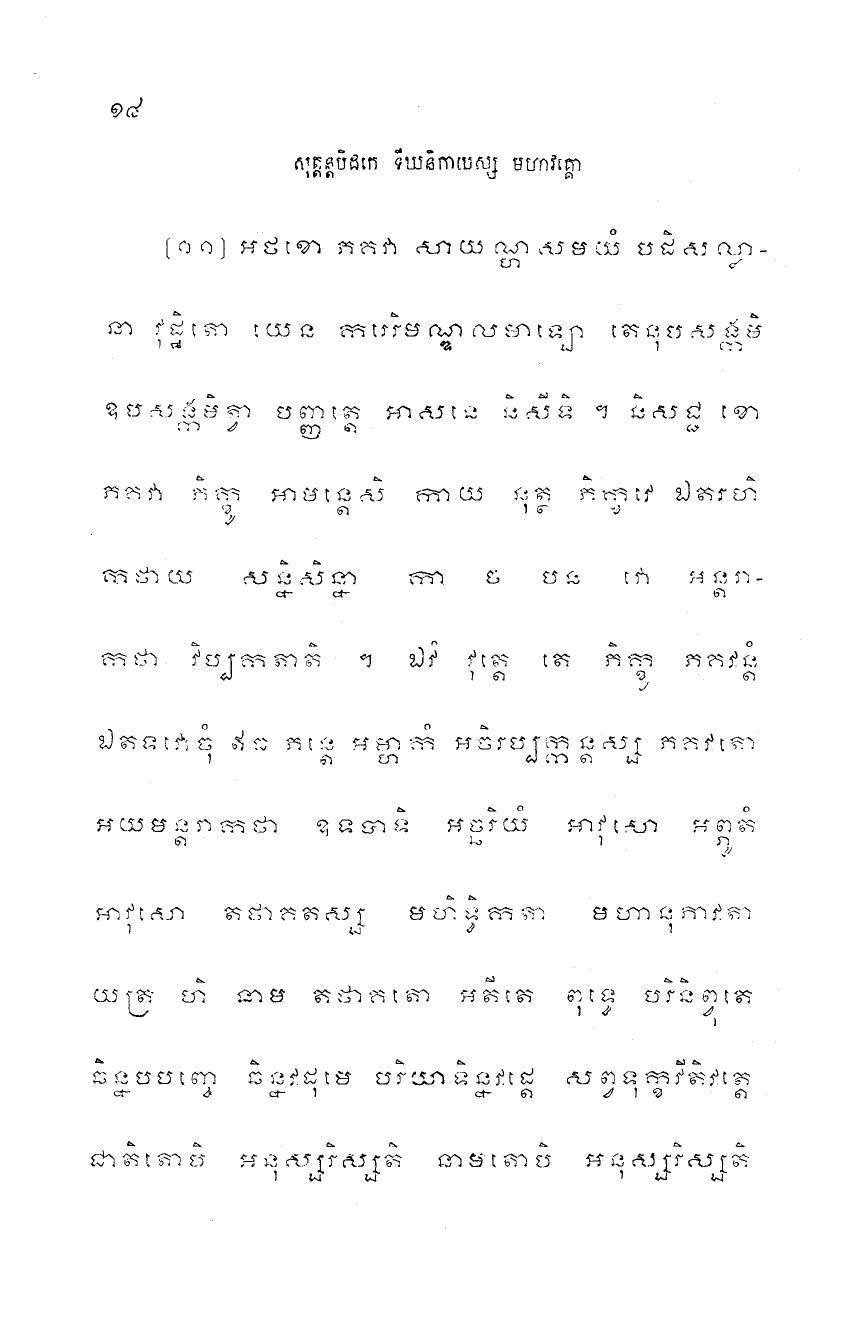 ១៤
សុត្តន្តបិដកេ ទីឃនិកាយស្ស មហាវគ្គោ
[១១] អថខោ ភគវា សាយណ្ហសមយំ បដិសល្លា-
នា វុដ្ឋិតោ យេន ករេរិមណ្ឌលមាឡោ តេនុបសង្កមិ
ឧបសង្កមិត្វា បញ្ញត្តេ អាសនេ និសីទិ ។ និសជ្ជ ខោ
ភគវា ភិក្ខូ អាមន្តេសិ កាយ នុត្ថ ភិក្ខវេ ឯតរហិ
កថាយ សន្និសិន្នា កា ច បន វោ អន្តរា-
កថា វិប្បកតាតិ ។ ឯវំ វុត្តេ តេ ភិក្ខូ ភគវន្តំ
ឯតទវោចុំ ឥធ ភន្តេ អម្ហាកំ អចិរប្បក្កន្តស្ស ភគវតោ
អយមន្តរាកថា ឧទបាទិ អច្ឆរិយំ អាវុសោ អព្ភូតំ
អាវុសោ តថាគតស្ស មហិទ្ធិកតា មហានុភាវតា
យត្រ ហិ នាម តថាគតោ អតីតេ ពុទ្ធេ បរិនិព្វុតេ
ឆិន្នបបញ្ចេ ឆិន្នវដុមេ បរិយាទិន្នវដ្ដេ សព្វទុក្ខវីតិវត្តេ
ជាតិតោបិ អនុស្សរិស្សតិ នាមតោបិ អនុស្សរិស្សតិ